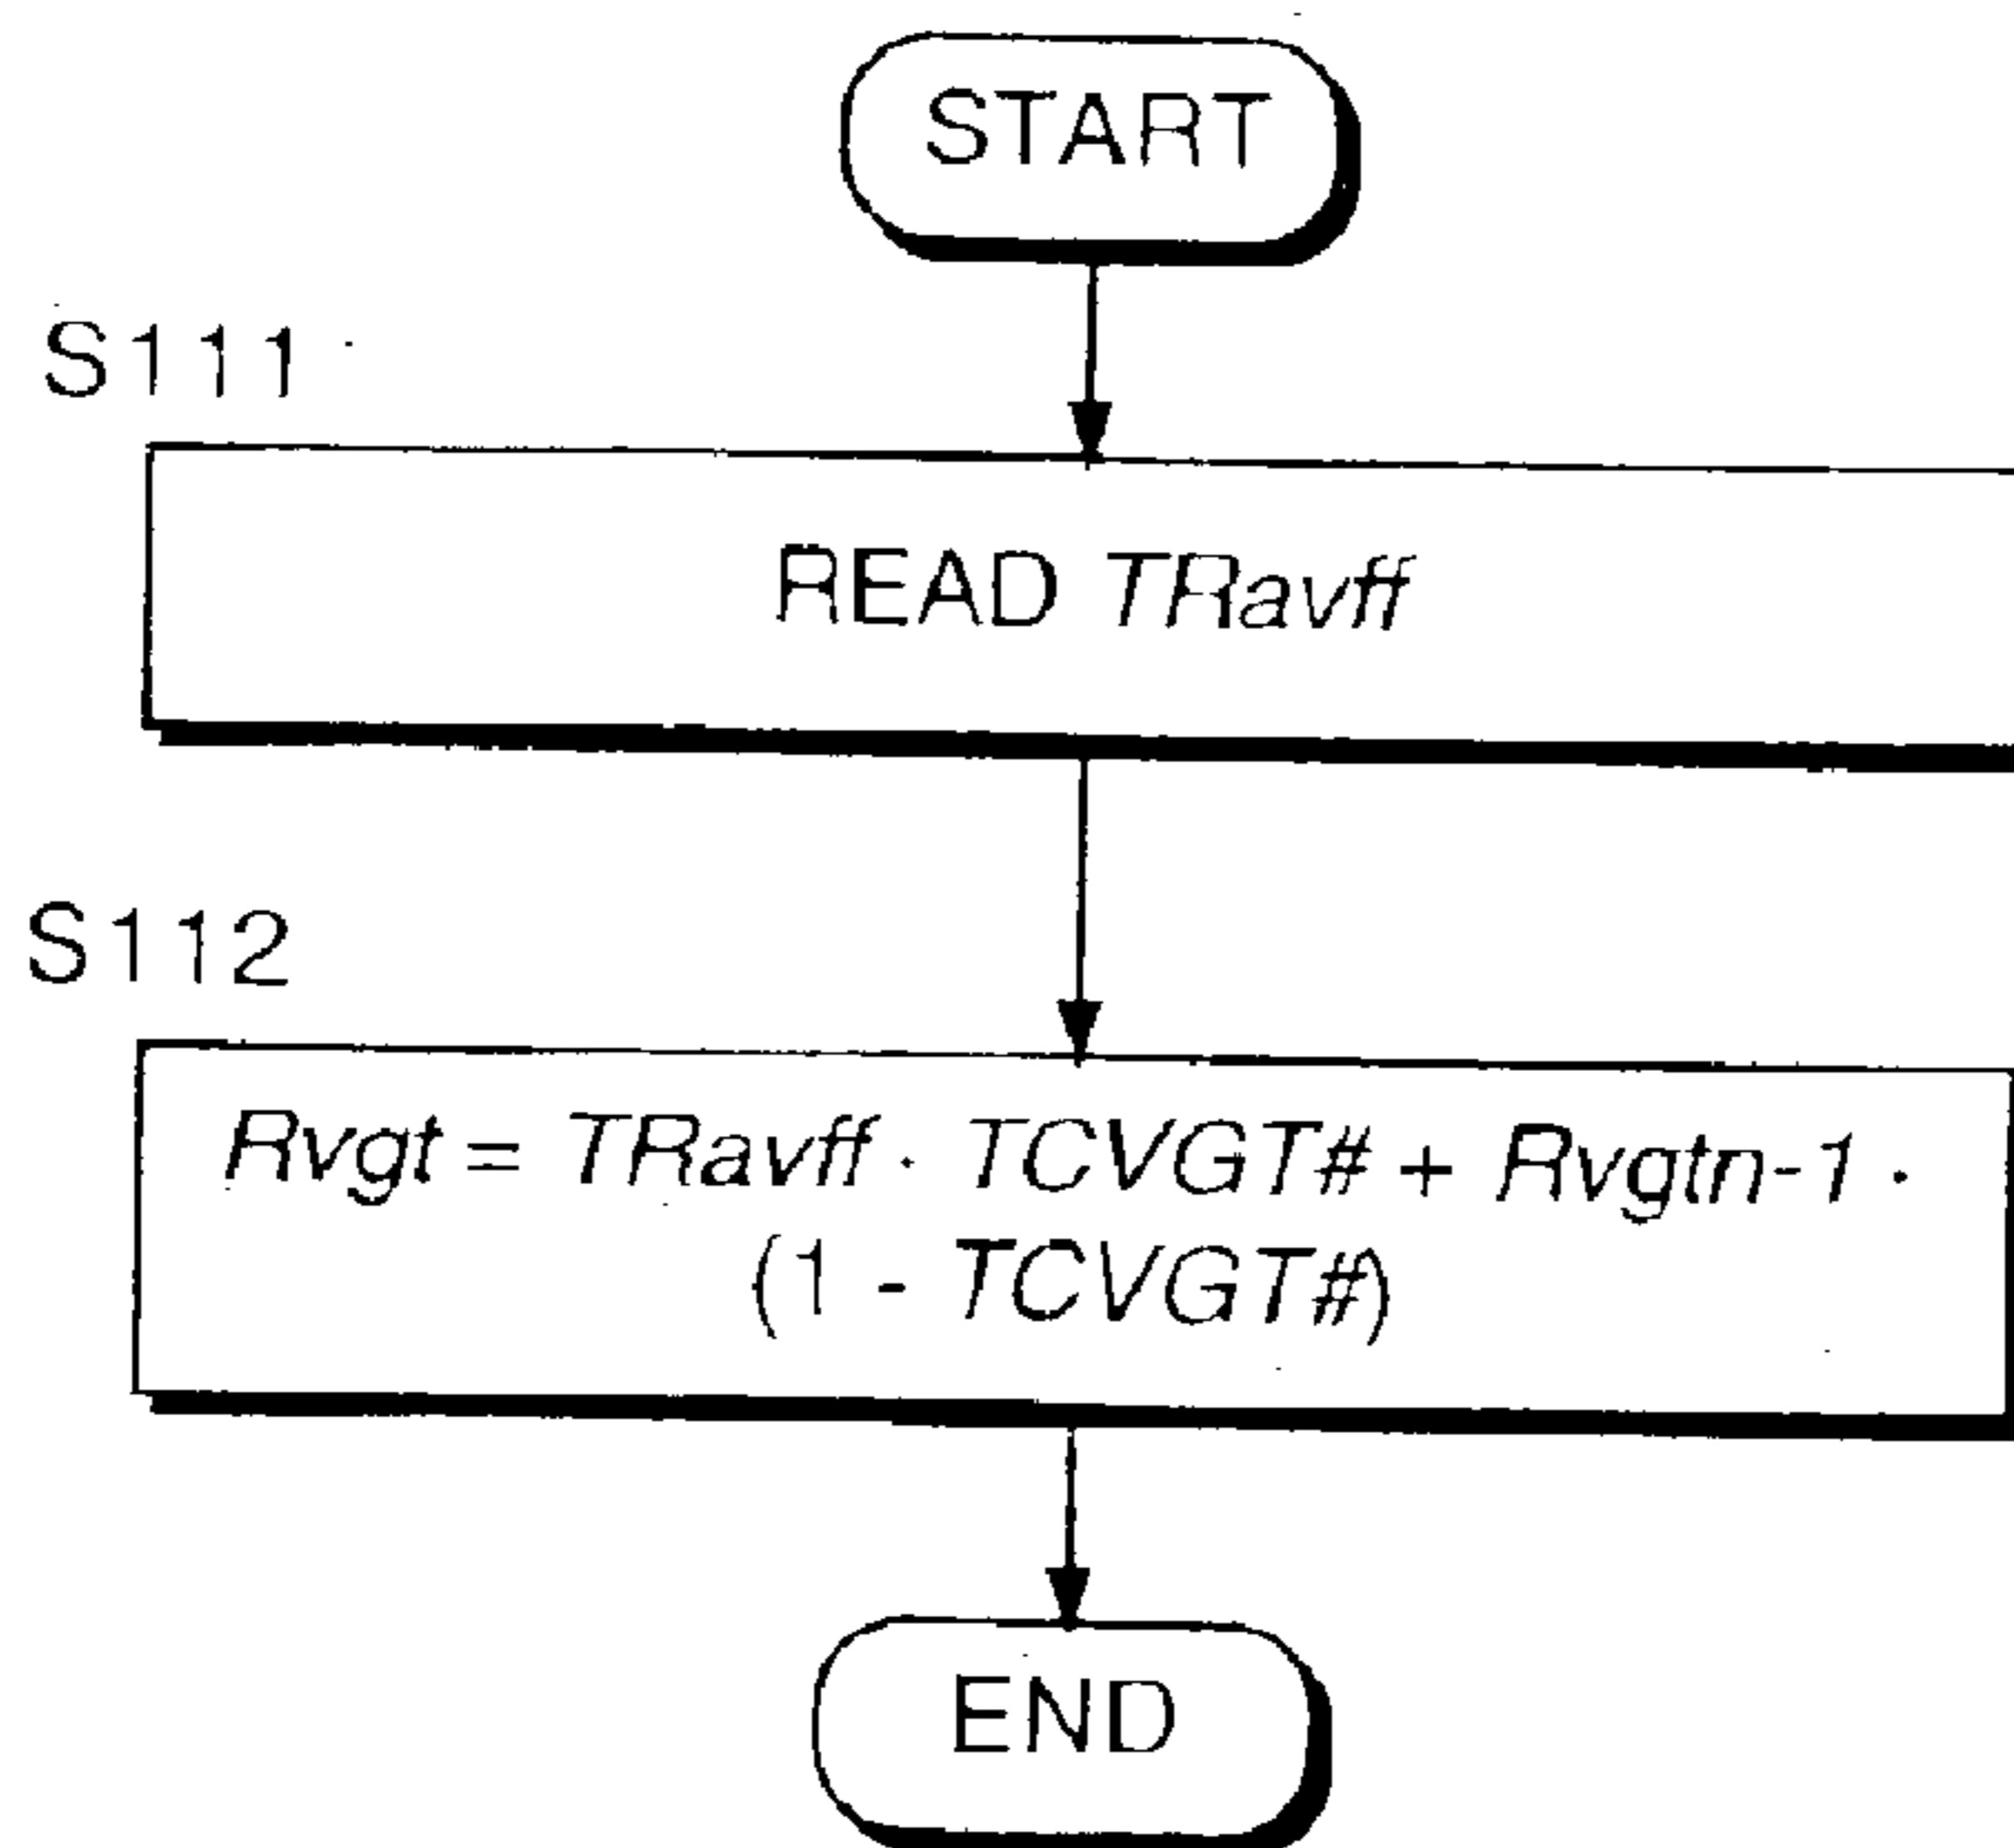 START
S111
READ TRavff
S112
Rvgt = TRavff · TCVGT# + Rvgtn-1 ·
(1 - TCVGT#)
END